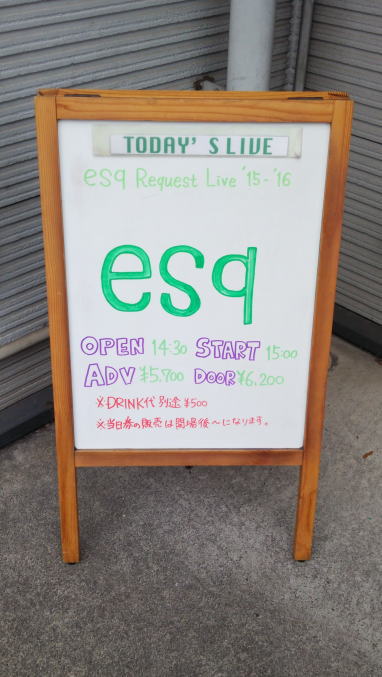 TODAY' S LIVE
esq Request Live '15-'16
esq
OPEN 14:30 START 15:00
ADV ¥5,700 DOOR ¥6,200
※DRINK代 別途 ¥500
※当日券の販売は開場後～になります。